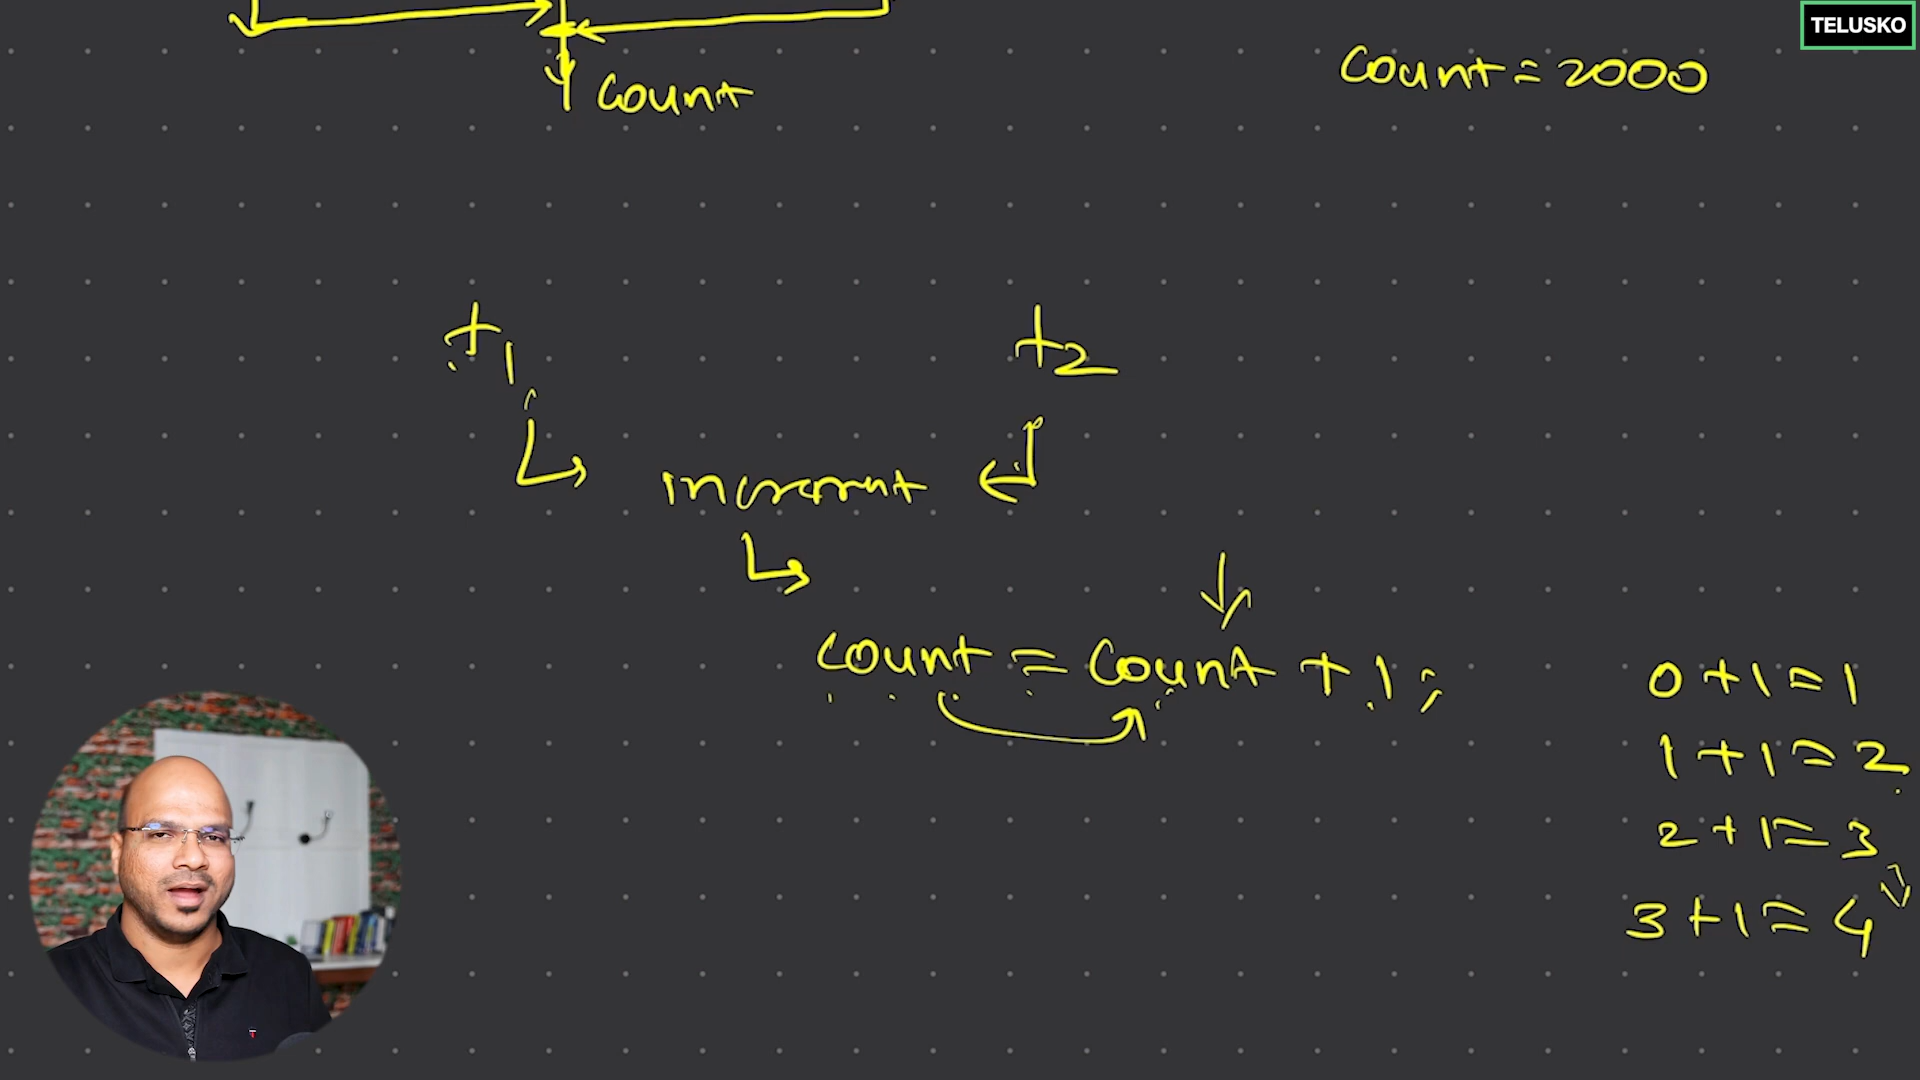 TELUSKO
count = 2000
count
t1 t2
increment
count = count + 1 ;
0 + 1 = 1
1 + 1 = 2
2 + 1 = 3
3 + 1 = 4